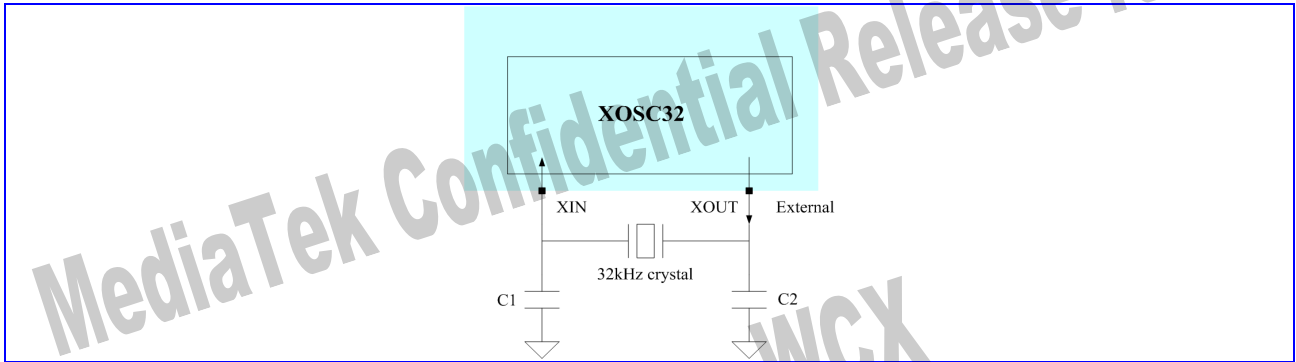 MediaTek Confidential Release
XOSC32
XIN
XOUT
External
32kHz crystal
C1
C2
WCX